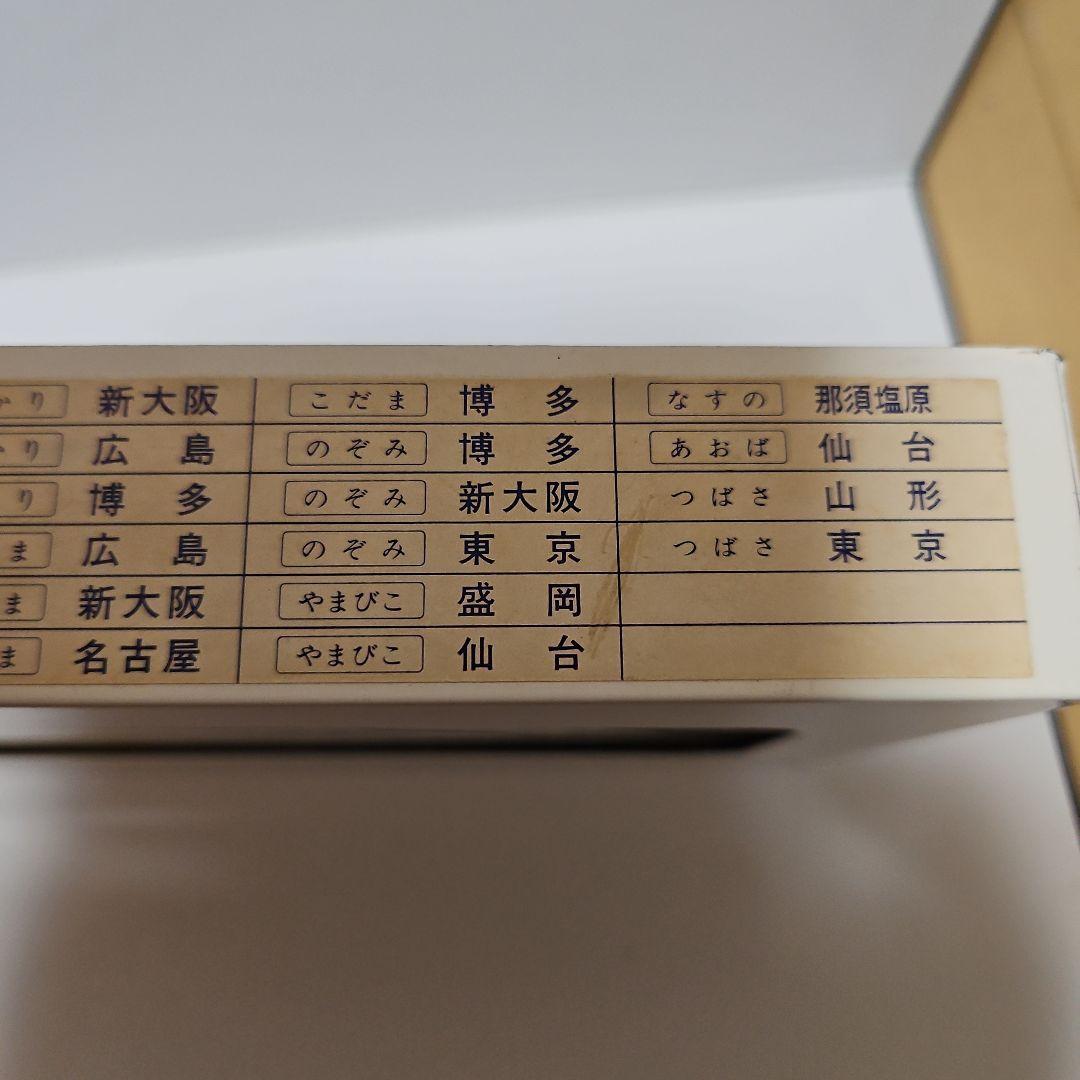 かり 新大阪 こだま 博多 なすの 那須塩原
り 広島 のぞみ 博多 あおば 仙台
り 博多 のぞみ 新大阪 つばさ 山形
ま 広島 のぞみ 東京 つばさ 東京
ま 新大阪 やまびこ 盛岡
ま 名古屋 やまびこ 仙台